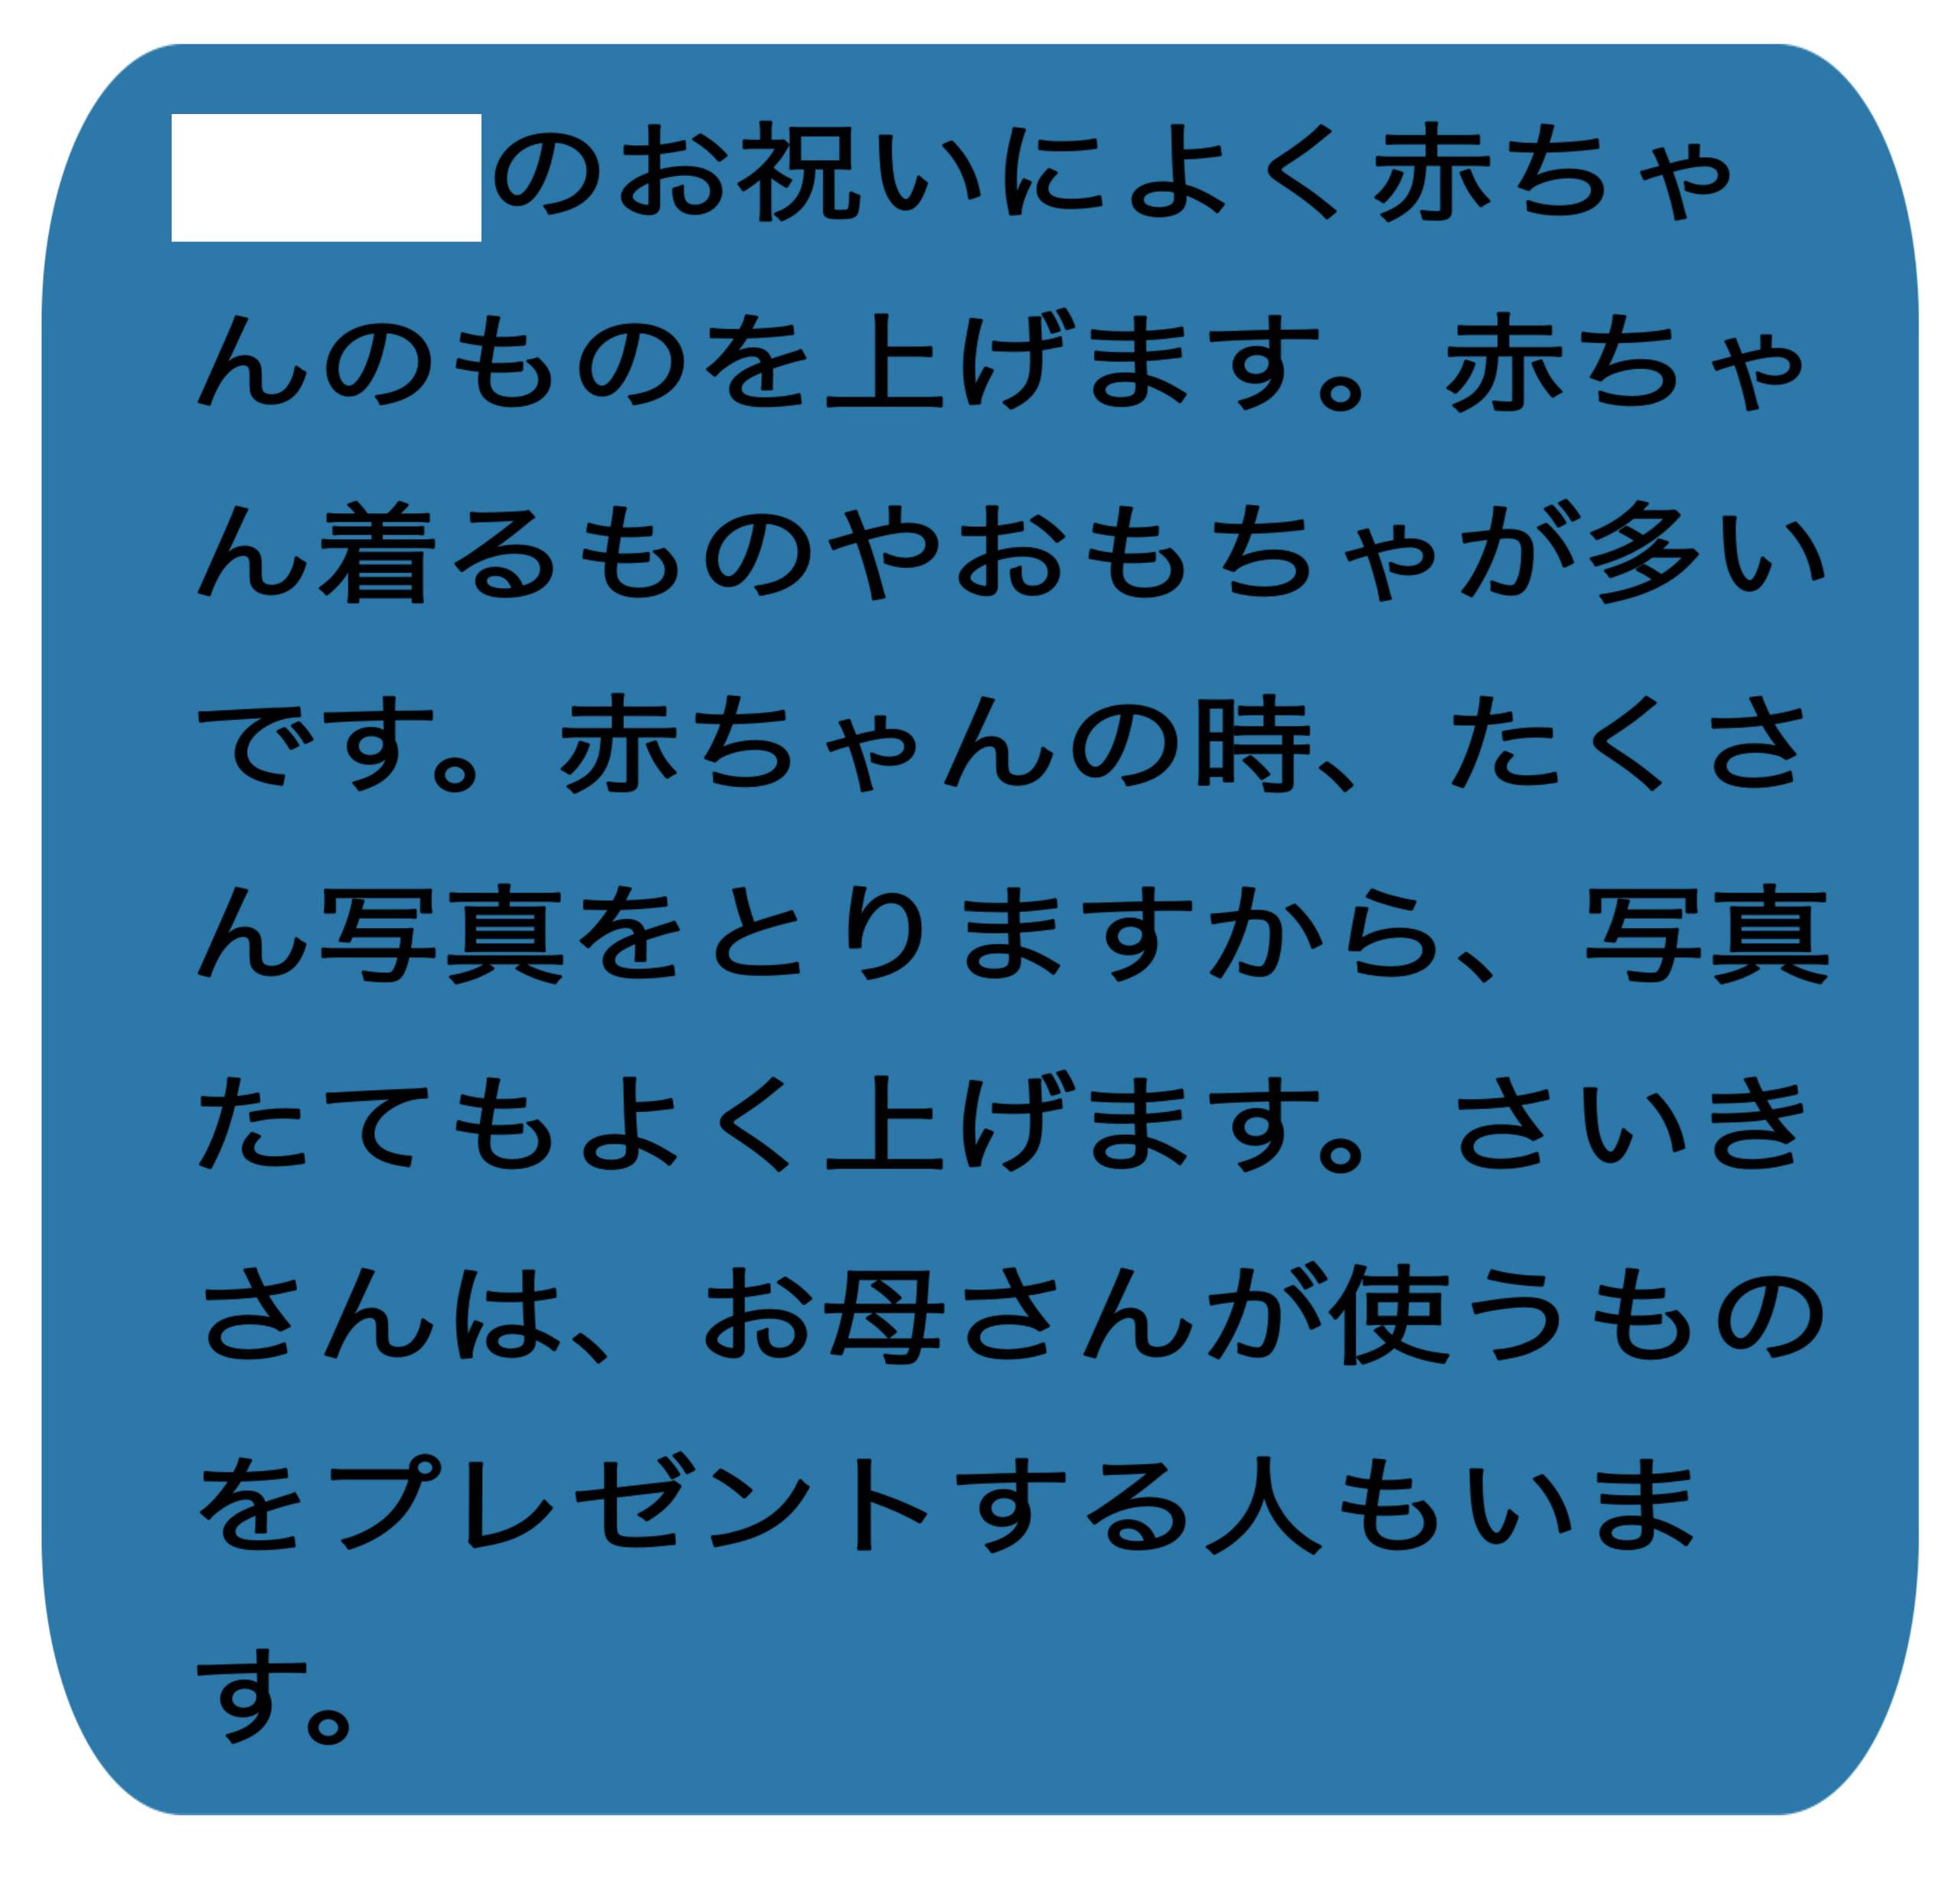 のお祝いによく赤ちゃ
んのものを上げます。赤ちゃ
ん着るものやおもちゃが多い
です。赤ちゃんの時、たくさ
ん写真をとりますから、写真
たてもよく上げます。さいき
さんは、お母さんが使うもの
をプレゼントする人もいま
す。